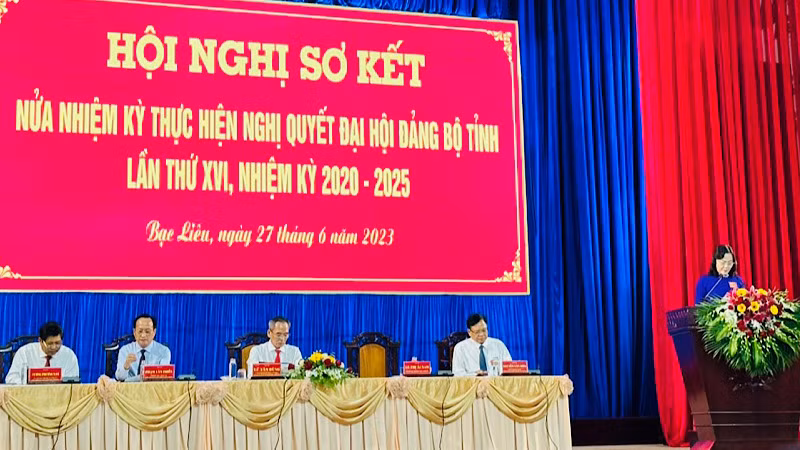 HỘI NGHỊ SƠ KẾT
NỬA NHIỆM KỲ THỰC HIỆN NGHỊ QUYẾT ĐẠI HỘI ĐẢNG BỘ TỈNH
LẦN THỨ XVI, NHIỆM KỲ 2020 - 2025
Bạc Liêu, ngày 27 tháng 6 năm 2023